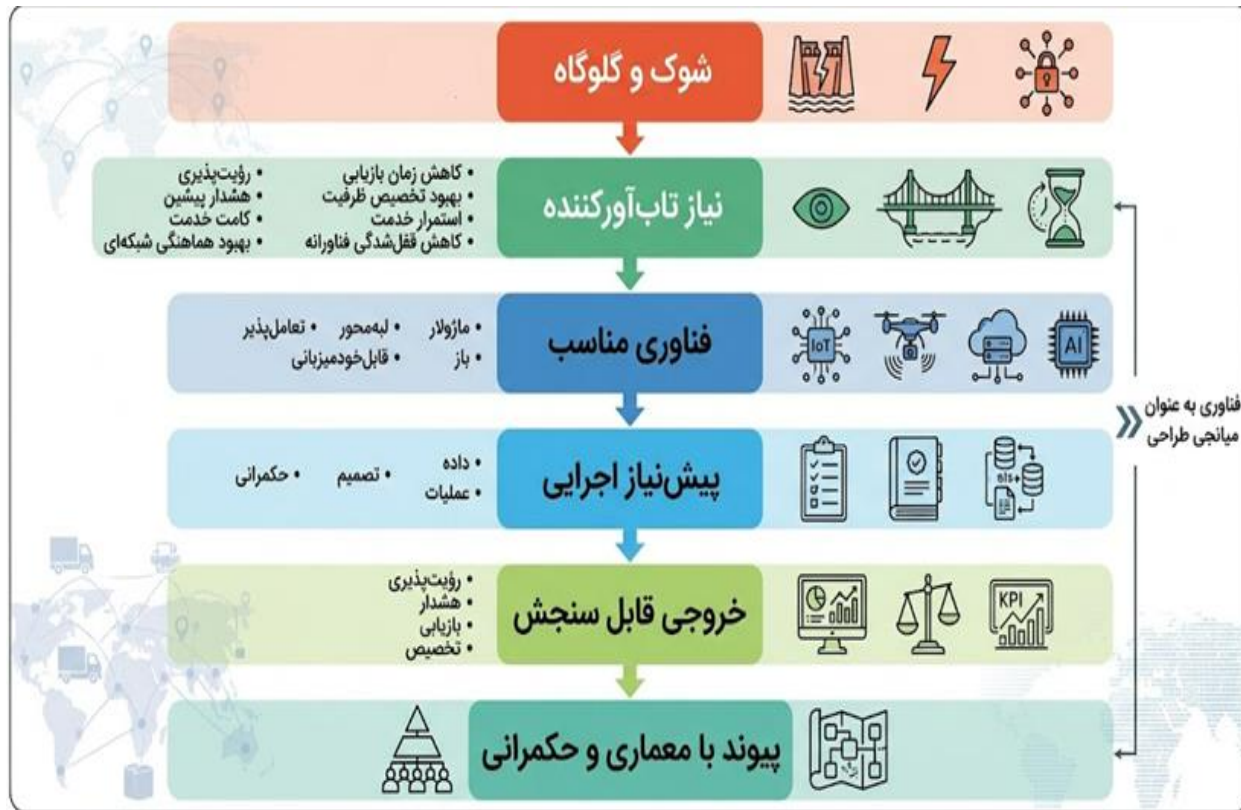 شوک و گلوگاه
نیاز تاب‌آورکننده
• کاهش زمان بازیابی
• بهبود تخصیص ظرفیت
• استمرار خدمت
• کاهش قفل‌شدگی فناورانه
• رؤیت‌پذیری
• هشدار پیشین
• کامت خدمت
• بهبود هماهنگی شبکه‌ای
فناوری مناسب
• ماژولار • لبه‌محور • تعامل‌پذیر
• باز • قابل‌خودمیزبانی
IoT
AI
فناوری به عنوان
میانجی طراحی
پیش‌نیاز اجرایی
• داده • تصمیم • حکمرانی
• عملیات
خروجی قابل سنجش
• رؤیت‌پذیری
• هشدار
• بازیابی
• تخصیص
KPI
پیوند با معماری و حکمرانی